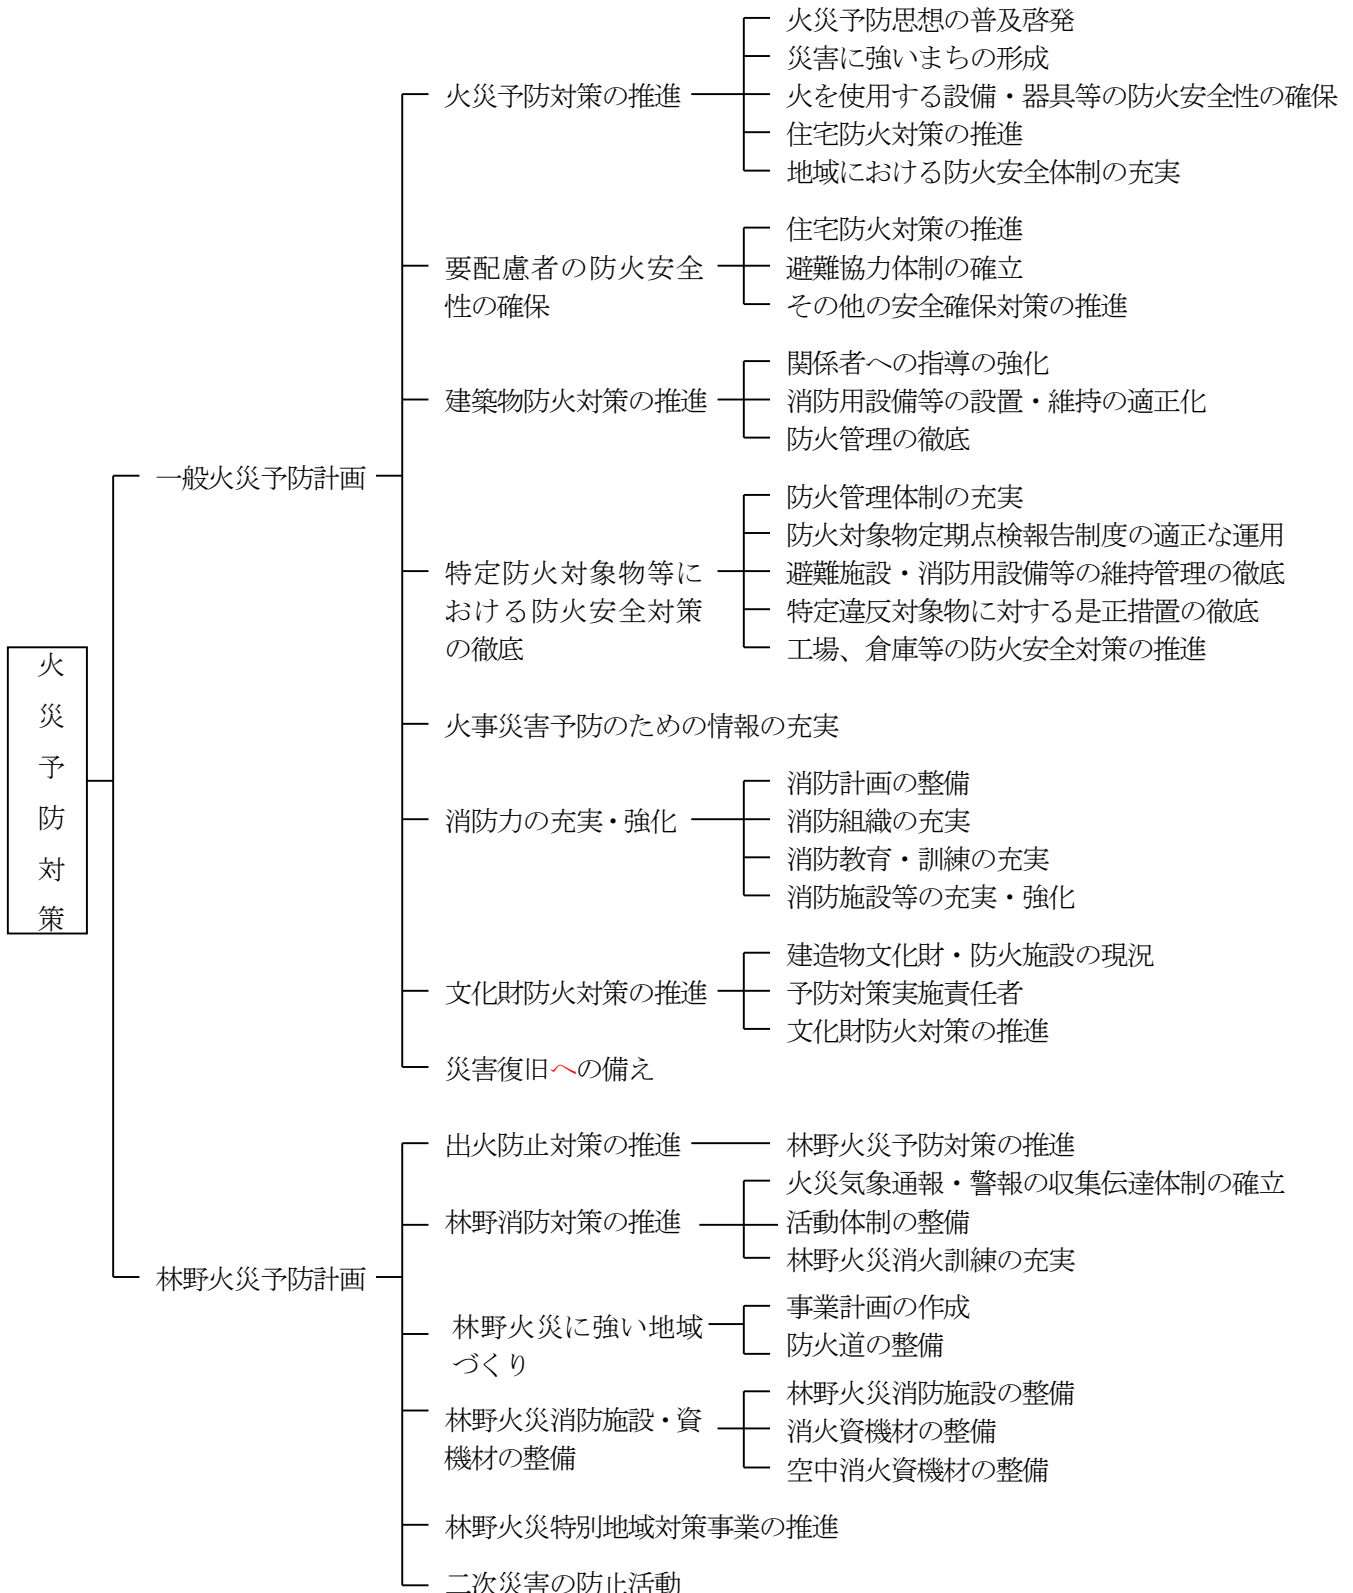 火災予防対策
一般火災予防計画
火災予防対策の推進
火災予防思想の普及啓発
災害に強いまちの形成
火を使用する設備・器具等の防火安全性の確保
住宅防火対策の推進
地域における防火安全体制の充実
要配慮者の防火安全
性の確保
住宅防火対策の推進
避難協力体制の確立
その他の安全確保対策の推進
建築物防火対策の推進
関係者への指導の強化
消防用設備等の設置・維持の適正化
防火管理の徹底
特定防火対象物等に
おける防火安全対策
の徹底
防火管理体制の充実
防火対象物定期点検報告制度の適正な運用
避難施設・消防用設備等の維持管理の徹底
特定違反対象物に対する是正措置の徹底
工場、倉庫等の防火安全対策の推進
火事災害予防のための情報の充実
消防力の充実・強化
消防計画の整備
消防組織の充実
消防教育・訓練の充実
消防施設等の充実・強化
文化財防火対策の推進
建造物文化財・防火施設の現況
予防対策実施責任者
文化財防火対策の推進
災害復旧への備え
林野火災予防計画
出火防止対策の推進
林野火災予防対策の推進
林野消防対策の推進
火災気象通報・警報の収集伝達体制の確立
活動体制の整備
林野火災消火訓練の充実
林野火災に強い地域
づくり
事業計画の作成
防火道の整備
林野火災消防施設・資
機材の整備
林野火災消防施設の整備
消火資機材の整備
空中消火資機材の整備
林野火災特別地域対策事業の推進
二次災害の防止活動